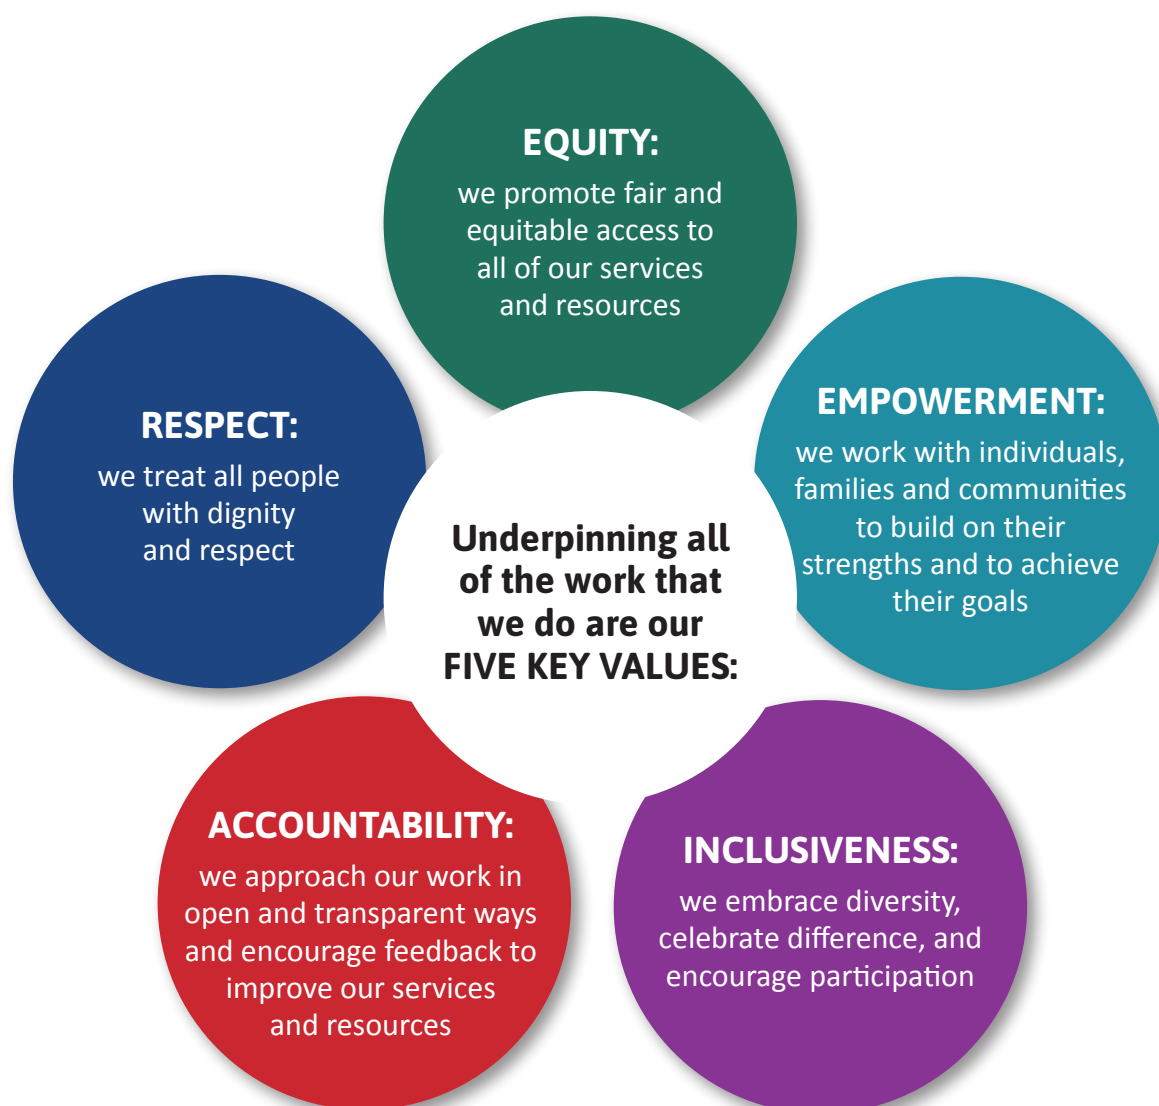 EQUITY:
we promote fair and
equitable access to
all of our services
and resources
RESPECT:
we treat all people
with dignity
and respect
EMPOWERMENT:
we work with individuals,
families and communities
to build on their
strengths and to achieve
their goals
Underpinning all
of the work that
we do are our
FIVE KEY VALUES:
ACCOUNTABILITY:
we approach our work in
open and transparent ways
and encourage feedback to
improve our services
and resources
INCLUSIVENESS:
we embrace diversity,
celebrate difference, and
encourage participation